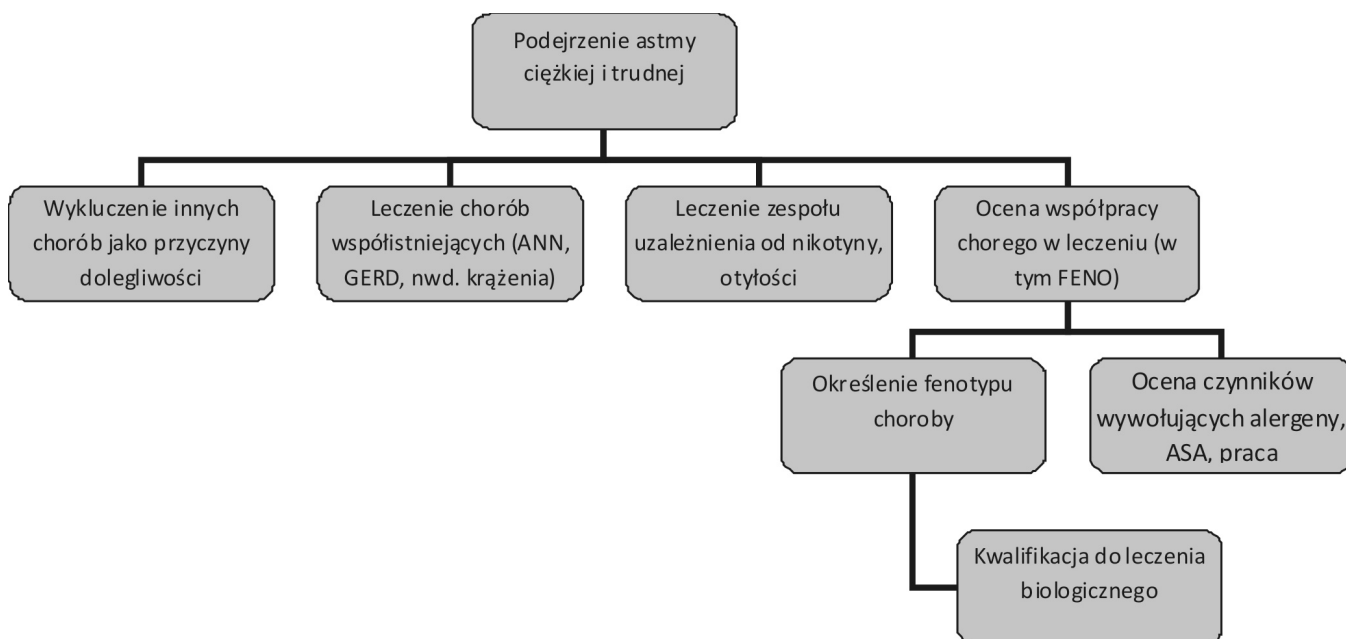 Podejrzenie astmy
ciężkiej i trudnej
Wykluczenie innych
chorób jako przyczyny
dolegliwości
Leczenie chorób
współistniejących (ANN,
GERD, nwd. krążenia)
Leczenie zespołu
uzależnienia od nikotyny,
otyłości
Ocena współpracy
chorego w leczeniu (w
tym FENO)
Określenie fenotypu
choroby
Ocena czynników
wywołujących alergeny,
ASA, praca
Kwalifikacja do leczenia
biologicznego